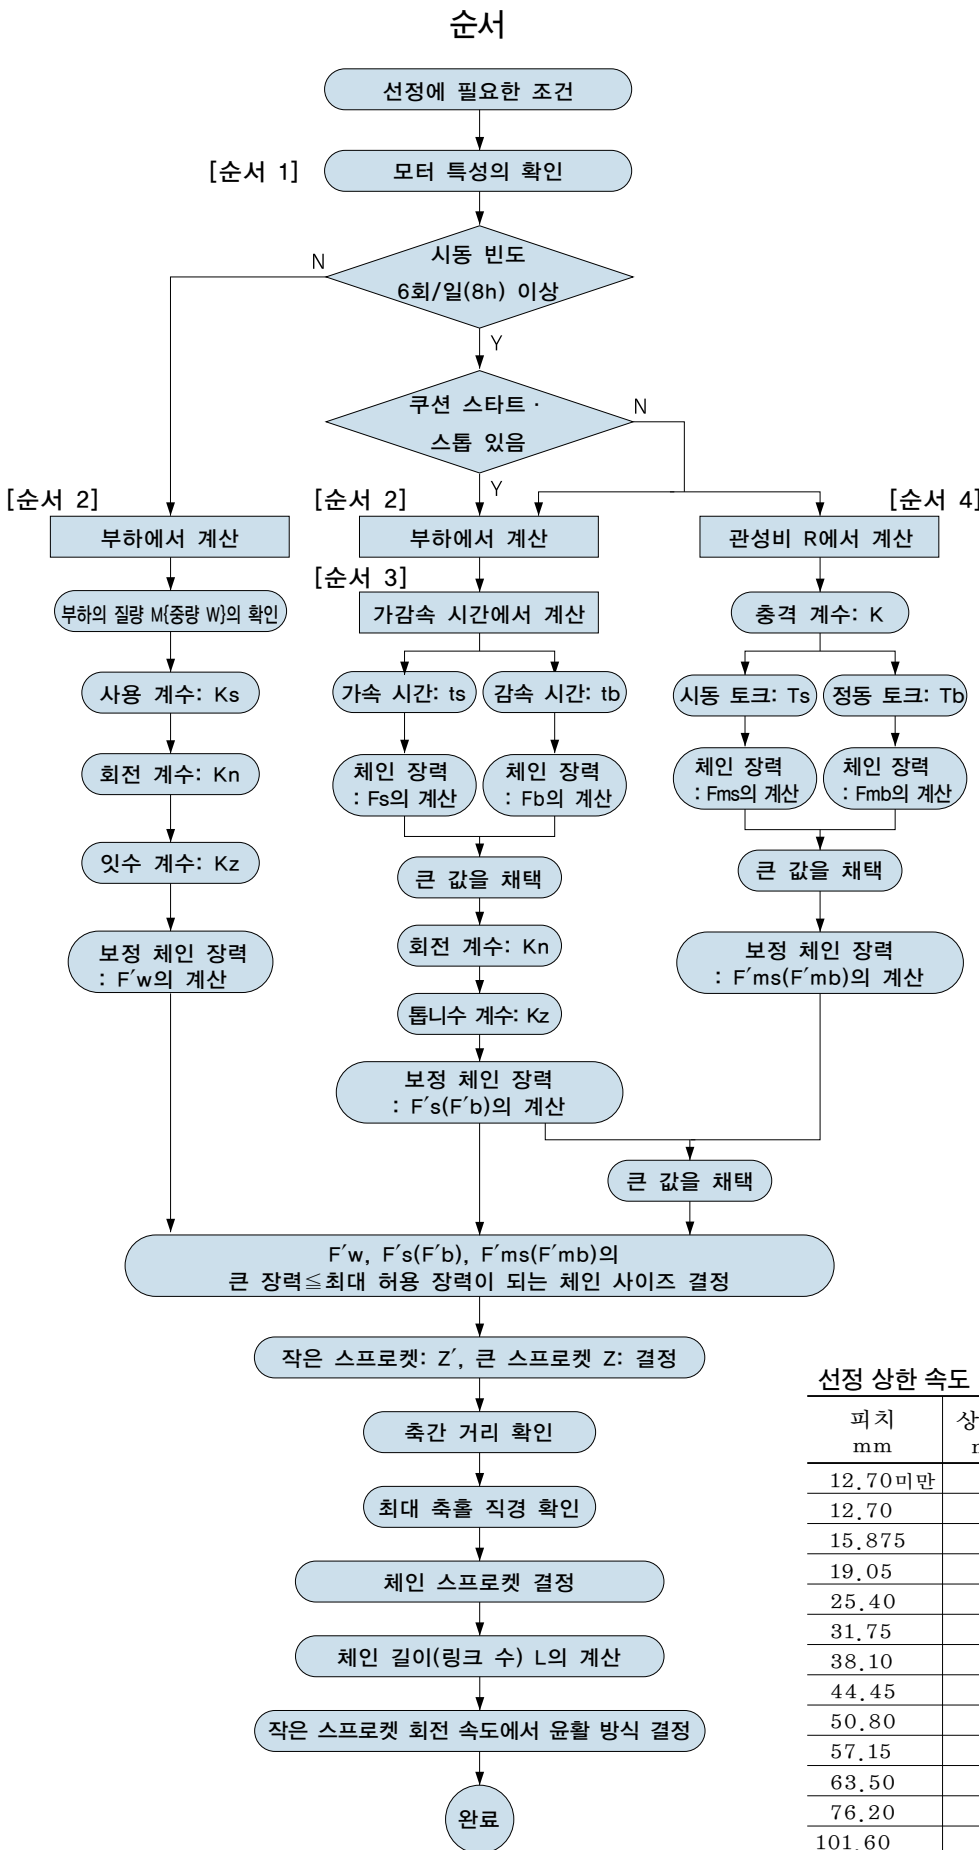 순서
선정에 필요한 조건
[순서 1]
모터 특성의 확인
시동 빈도
6회/일(8h) 이상
N
Y
쿠션 스타트 ·
스톱 있음
N
Y
[순서 2]
부하에서 계산
부하의 질량 M{중량 W}의 확인
사용 계수: Ks
회전 계수: Kn
잇수 계수: Kz
보정 체인 장력
: F′w의 계산
[순서 2]
부하에서 계산
[순서 3]
가감속 시간에서 계산
가속 시간: ts
감속 시간: tb
체인 장력
: Fs의 계산
체인 장력
: Fb의 계산
큰 값을 채택
회전 계수: Kn
톱니수 계수: Kz
보정 체인 장력
: F′s(F′b)의 계산
[순서 4]
관성비 R에서 계산
충격 계수: K
시동 토크: Ts
정동 토크: Tb
체인 장력
: Fms의 계산
체인 장력
: Fmb의 계산
큰 값을 채택
보정 체인 장력
: F′ms(F′mb)의 계산
큰 값을 채택
F′w, F′s(F′b), F′ms(F′mb)의
큰 장력≦최대 허용 장력이 되는 체인 사이즈 결정
작은 스프로켓: Z′, 큰 스프로켓 Z: 결정
축간 거리 확인
최대 축홀 직경 확인
체인 스프로켓 결정
체인 길이(링크 수) L의 계산
작은 스프로켓 회전 속도에서 윤활 방식 결정
완료
선정 상한 속도
피치
mm
상
12.70미만
12.70
15.875
19.05
25.40
31.75
38.10
44.45
50.80
57.15
63.50
76.20
101.60